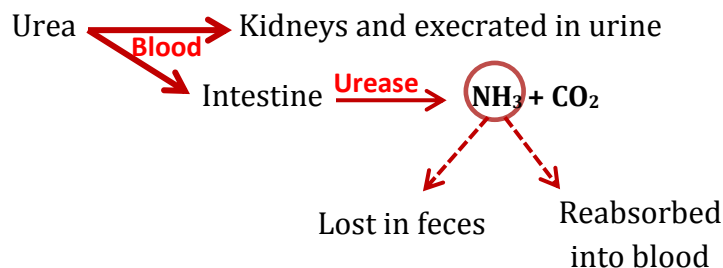 Urea
Blood
Kidneys and execrated in urine
Intestine
Urease
NH₃ + CO₂
Lost in feces
Reabsorbed
into blood